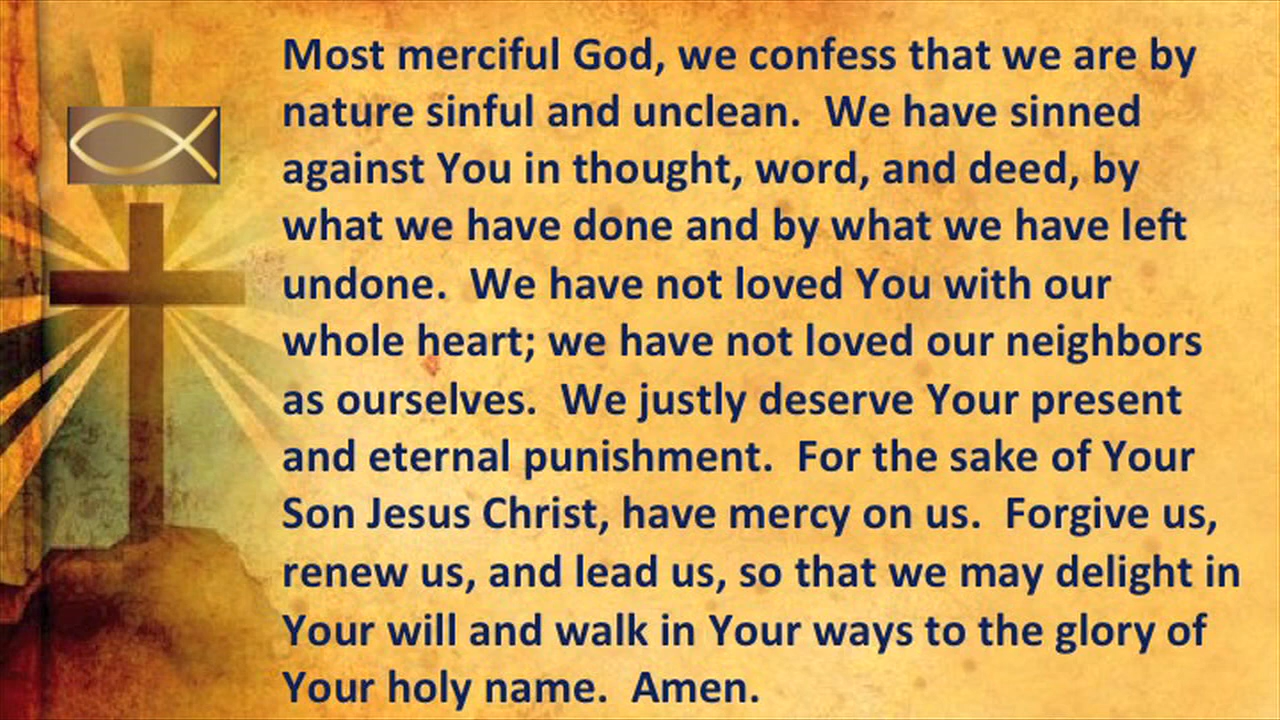 Most merciful God, we confess that we are by
nature sinful and unclean.  We have sinned
against You in thought, word, and deed, by
what we have done and by what we have left
undone.  We have not loved You with our
whole heart; we have not loved our neighbors
as ourselves.  We justly deserve Your present
and eternal punishment.  For the sake of Your
Son Jesus Christ, have mercy on us.  Forgive us,
renew us, and lead us, so that we may delight in
Your will and walk in Your ways to the glory of
Your holy name.  Amen.